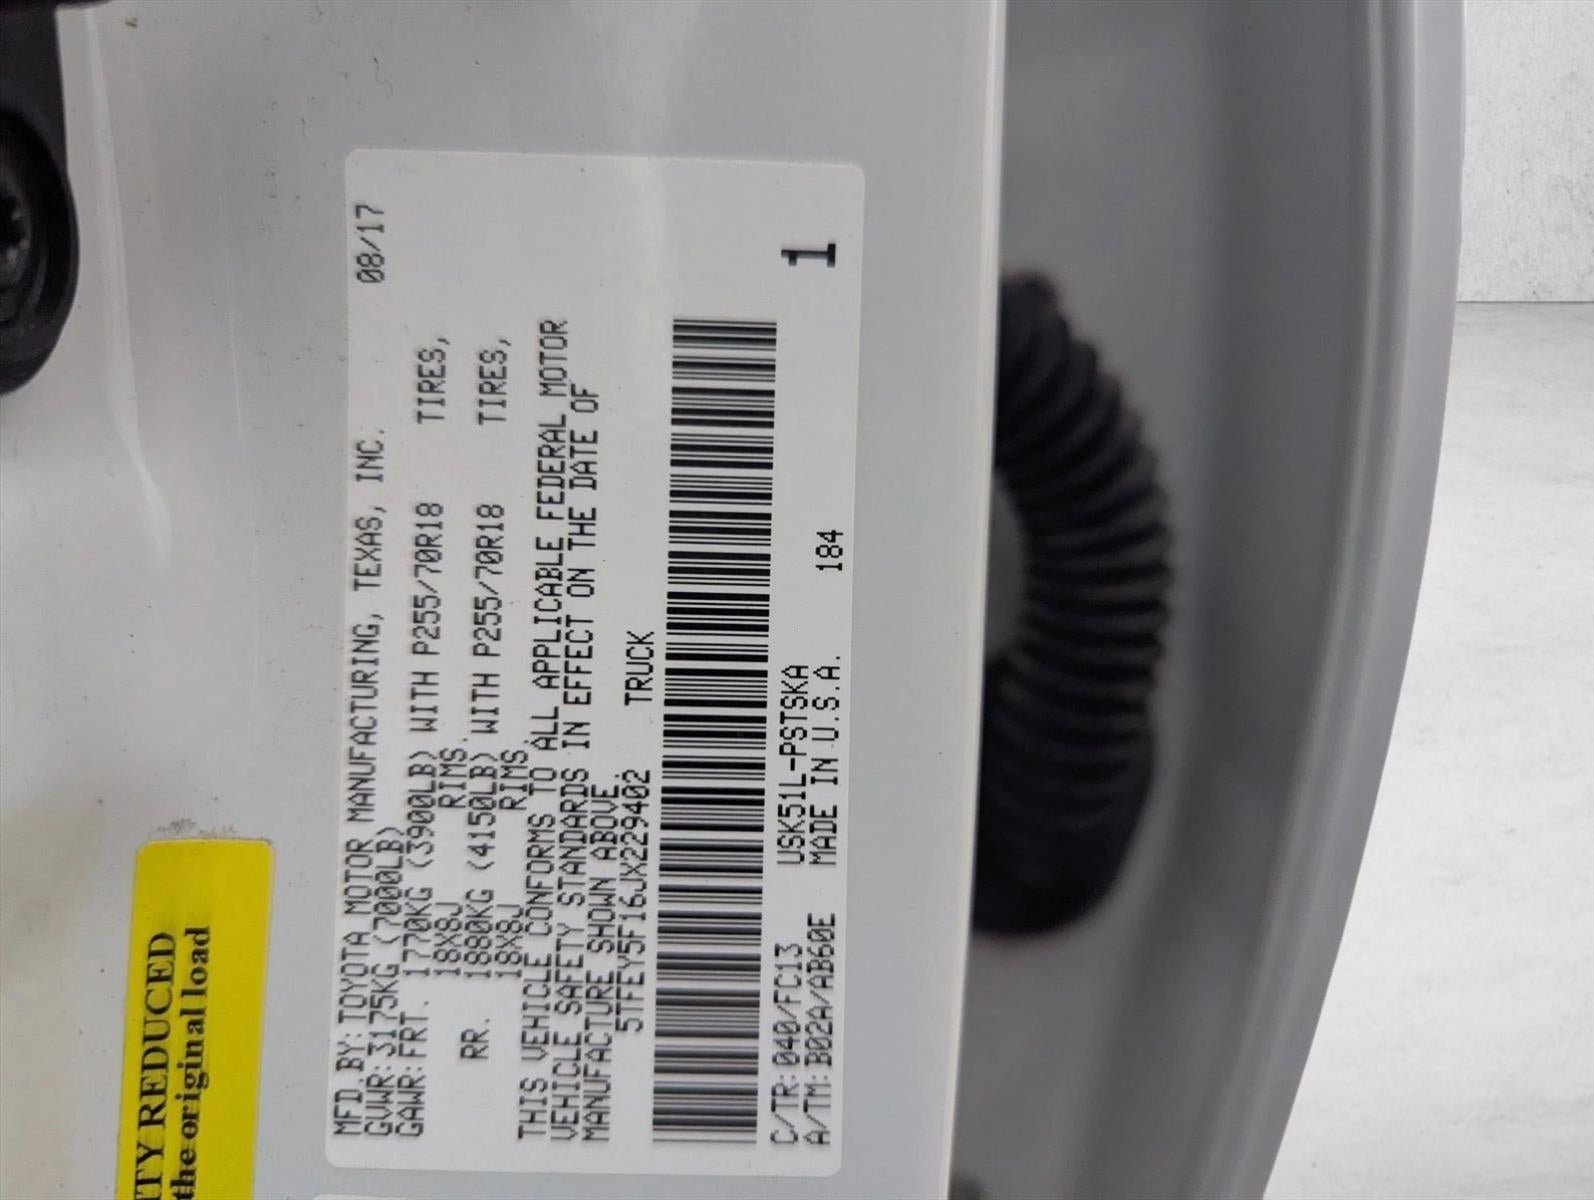 ITY REDUCED
the original load
MFD.BY: TOYOTA MOTOR MANUFACTURING, TEXAS, INC. 08/17
GVWR: 3175KG (7000LB)
GAWR: FRT. 1770KG (3900LB) WITH P255/70R18 TIRES,
18X8J RIMS.
RR. 1880KG (4150LB) WITH P255/70R18 TIRES,
18X8J RIMS.
THIS VEHICLE CONFORMS TO ALL APPLICABLE FEDERAL MOTOR
VEHICLE SAFETY STANDARDS IN EFFECT ON THE DATE OF
MANUFACTURE SHOWN ABOVE.
5TFEY5F16JX229402 TRUCK
C/TR: 040/FC13 USK51L-PSTSKA 1
A/TM: B02A/AB60E MADE IN U.S.A. 184